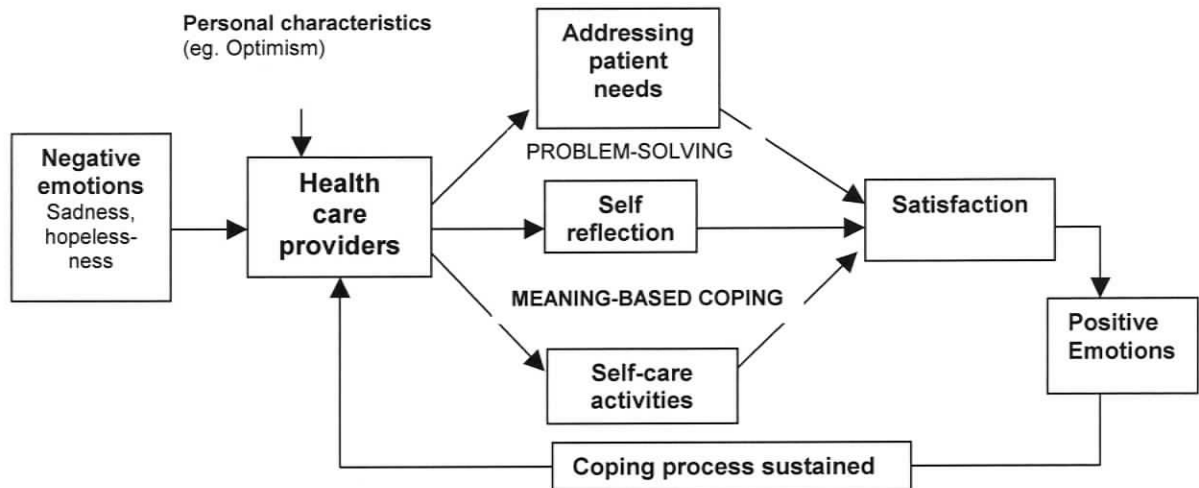 Personal characteristics
(eg. Optimism)
Addressing
patient
needs
PROBLEM-SOLVING
Negative
emotions
Sadness,
hopeless-
ness
Health
care
providers
Self
reflection
Satisfaction
MEANING-BASED COPING
Positive
Emotions
Self-care
activities
Coping process sustained